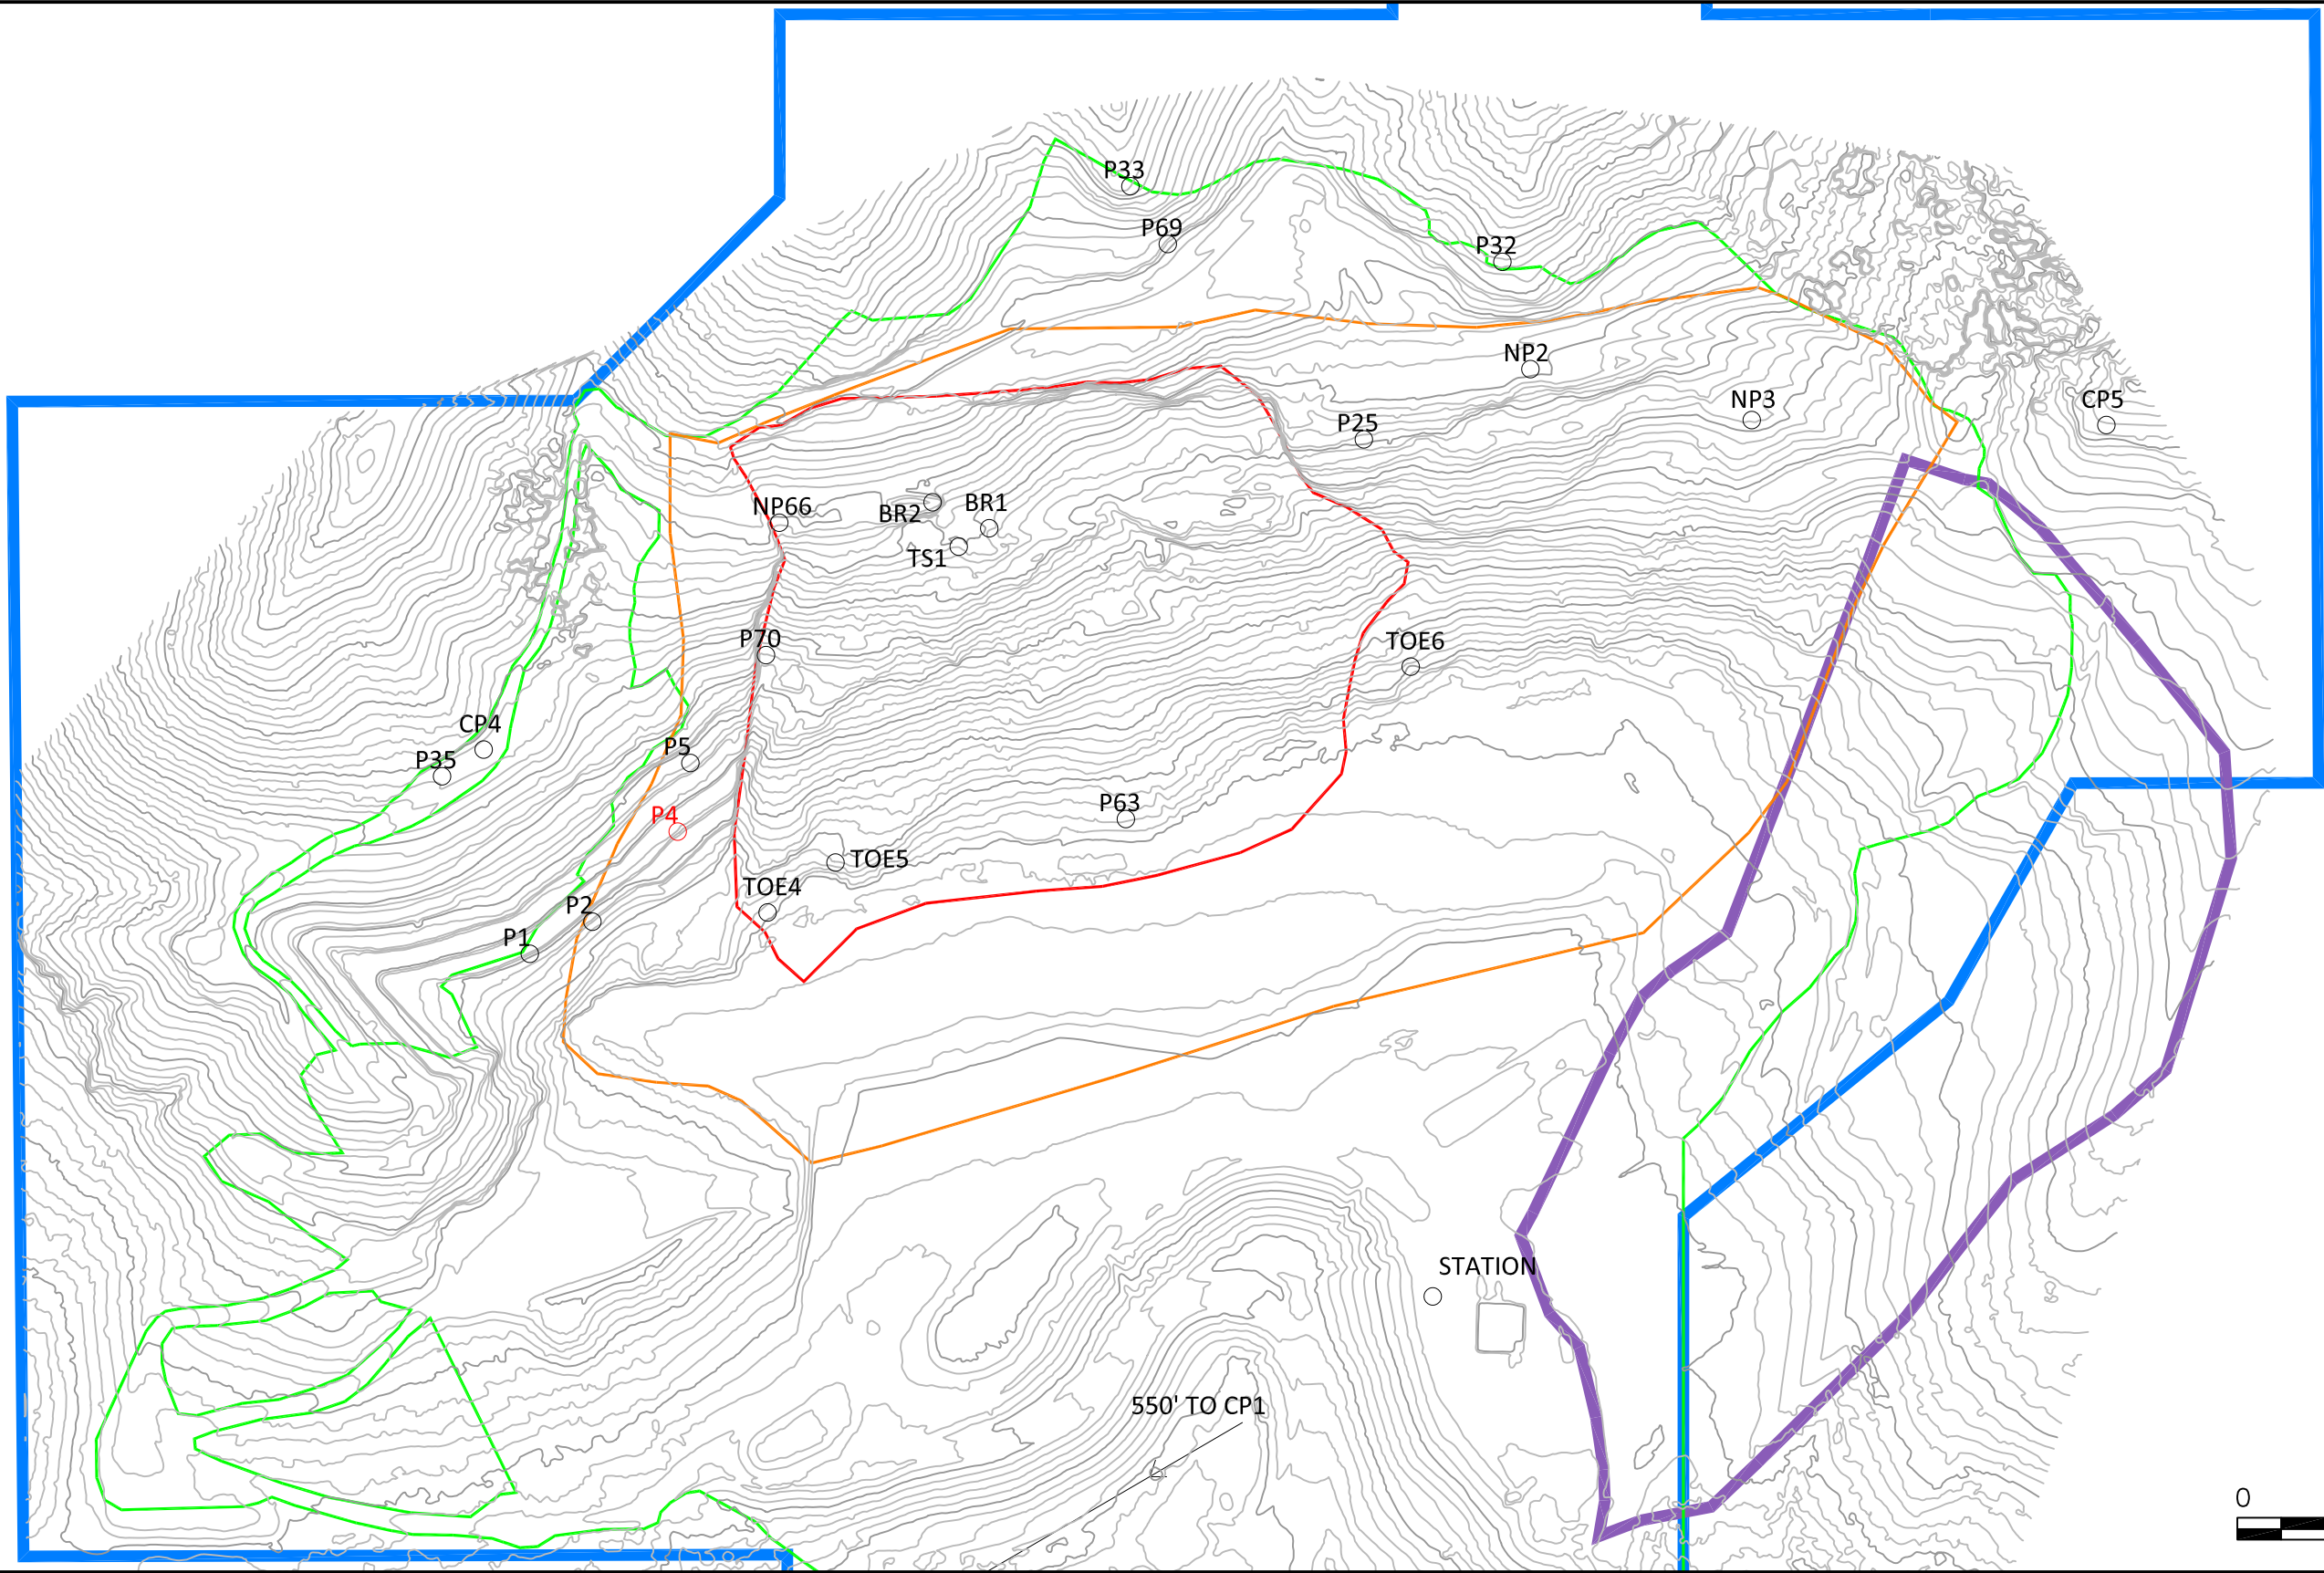 P33
P69
P32
NP2
NP3
CP5
P25
NP66
BR2
BR1
TS1
P70
TOE6
CP4
P35
P5
P4
P63
TOE5
TOE4
P2
P1
STATION
550' TO CP1
0